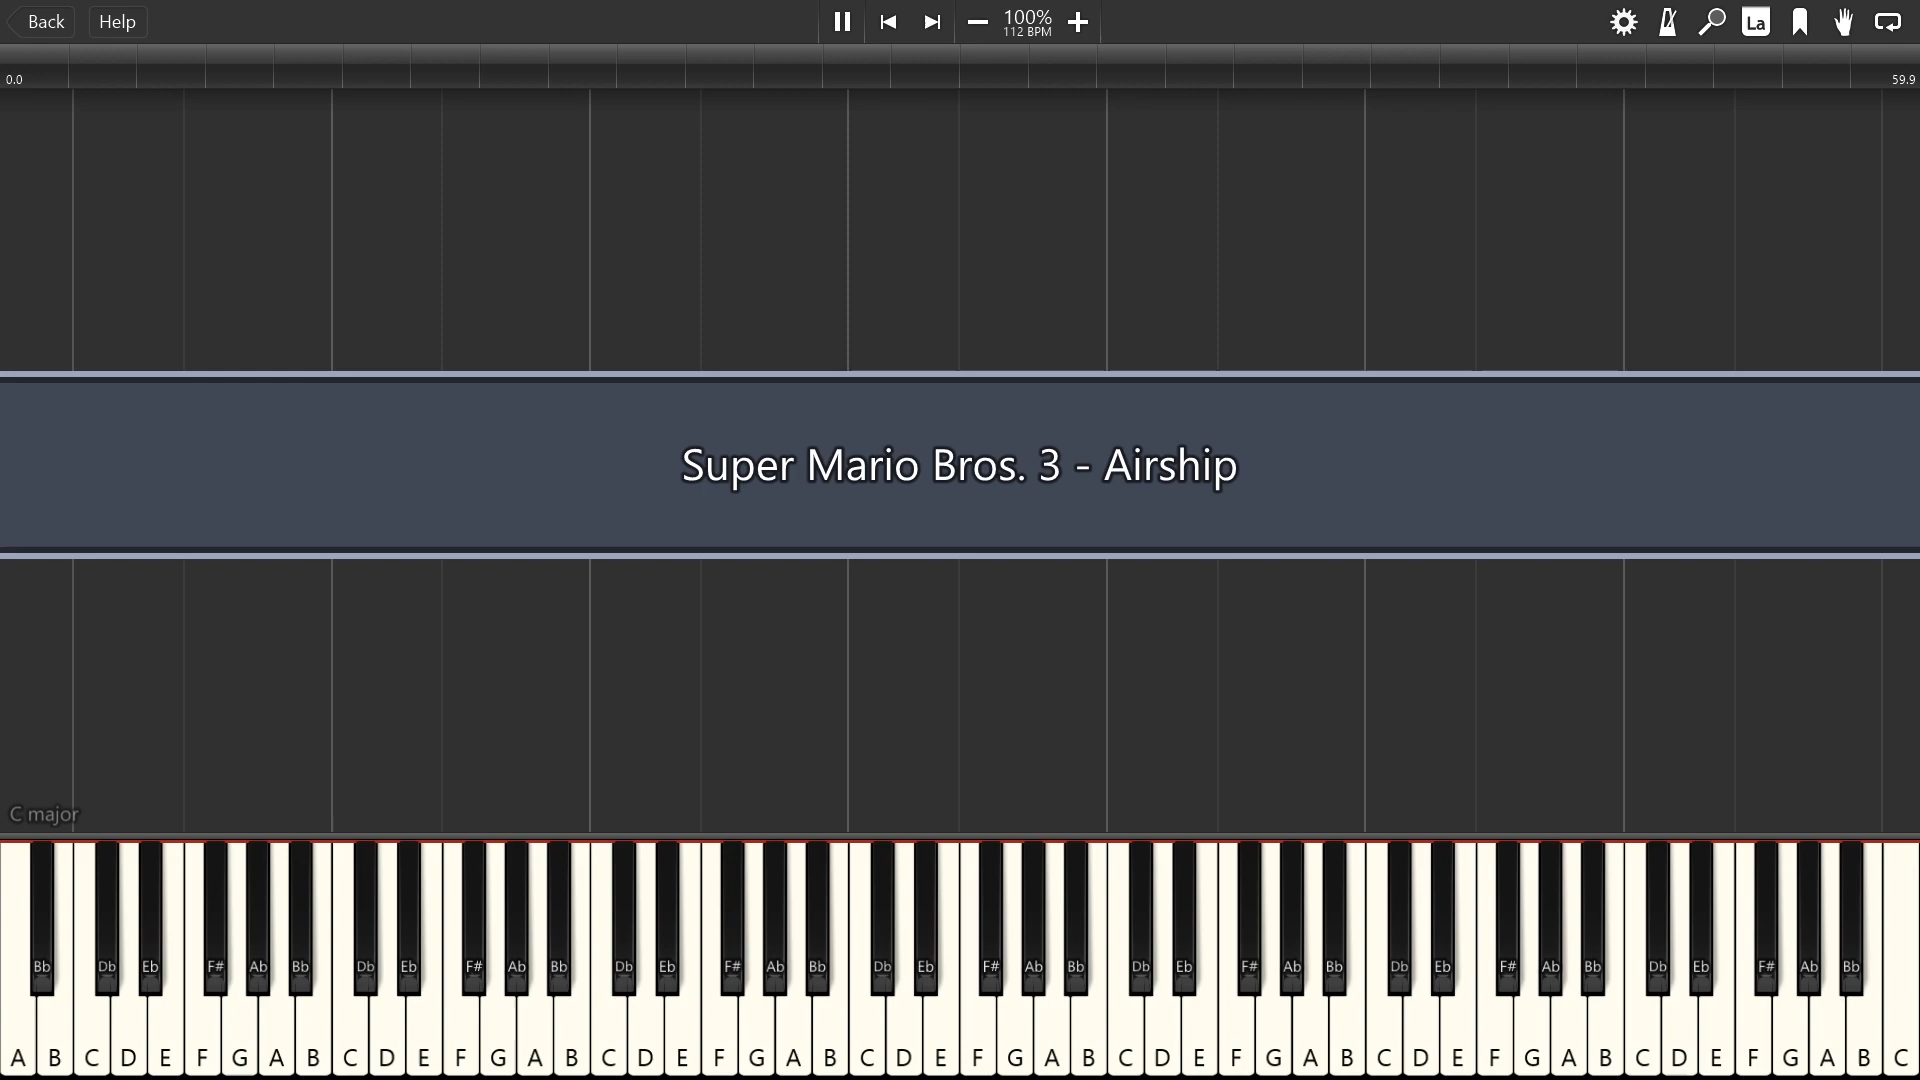 Back Help 100% La
112 BPM
0.0 59.9
Super Mario Bros. 3 - Airship
C major
Bb Db Eb F# Ab Bb Db Eb F# Ab Bb Db Eb F# Ab Bb Db Eb F# Ab Bb Db Eb F# Ab Bb Db Eb F# Ab Bb Db Eb F# Ab Bb
A B C D E F G A B C D E F G A B C D E F G A B C D E F G A B C D E F G A B C D E F G A B C D E F G A B C